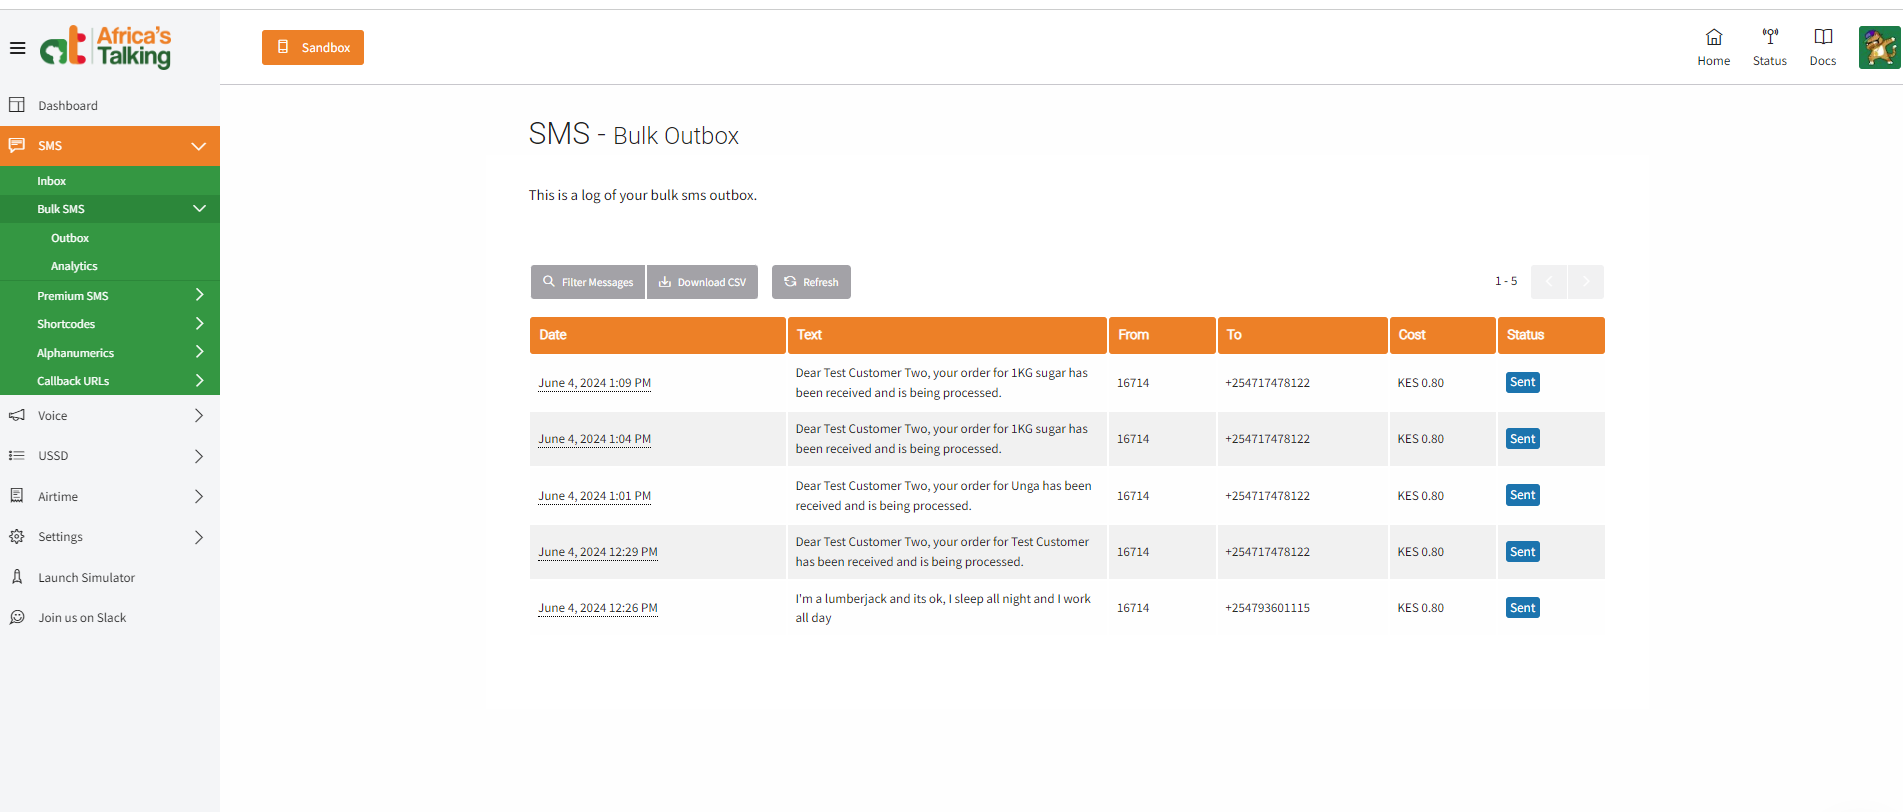 Africa's
Talking
Sandbox
Home
Status
Docs
Dashboard
SMS
Inbox
Bulk SMS
Outbox
Analytics
Premium SMS
Shortcodes
Alphanumerics
Callback URLs
Voice
USSD
Airtime
Settings
Launch Simulator
Join us on Slack
SMS - Bulk Outbox
This is a log of your bulk sms outbox.
Filter Messages
Download CSV
Refresh
1 - 5
Date Text From To Cost Status
June 4, 2024 1:09 PM Dear Test Customer Two, your order for 1KG sugar has 16714 +254717478122 KES 0.80 Sent
been received and is being processed.
June 4, 2024 1:04 PM Dear Test Customer Two, your order for 1KG sugar has 16714 +254717478122 KES 0.80 Sent
been received and is being processed.
June 4, 2024 1:01 PM Dear Test Customer Two, your order for Unga has been 16714 +254717478122 KES 0.80 Sent
received and is being processed.
June 4, 2024 12:29 PM Dear Test Customer Two, your order for Test Customer 16714 +254717478122 KES 0.80 Sent
has been received and is being processed.
June 4, 2024 12:26 PM I'm a lumberjack and its ok, I sleep all night and I work 16714 +254793601115 KES 0.80 Sent
all day